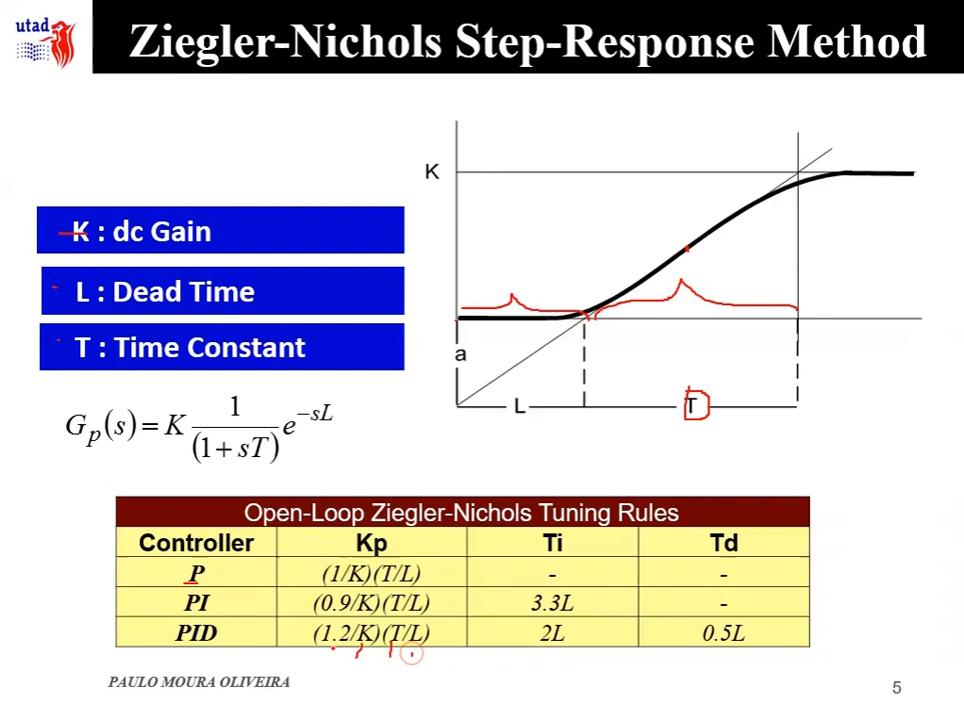 utad
Ziegler-Nichols Step-Response Method
K
K : dc Gain
L : Dead Time
T : Time Constant
a
L
T
G_p(s) = K 1/(1 + sT) e^{-sL}
Open-Loop Ziegler-Nichols Tuning Rules
Controller Kp Ti Td
P (1/K)(T/L) - -
PI (0.9/K)(T/L) 3.3L -
PID (1.2/K)(T/L) 2L 0.5L
PAULO MOURA OLIVEIRA
5